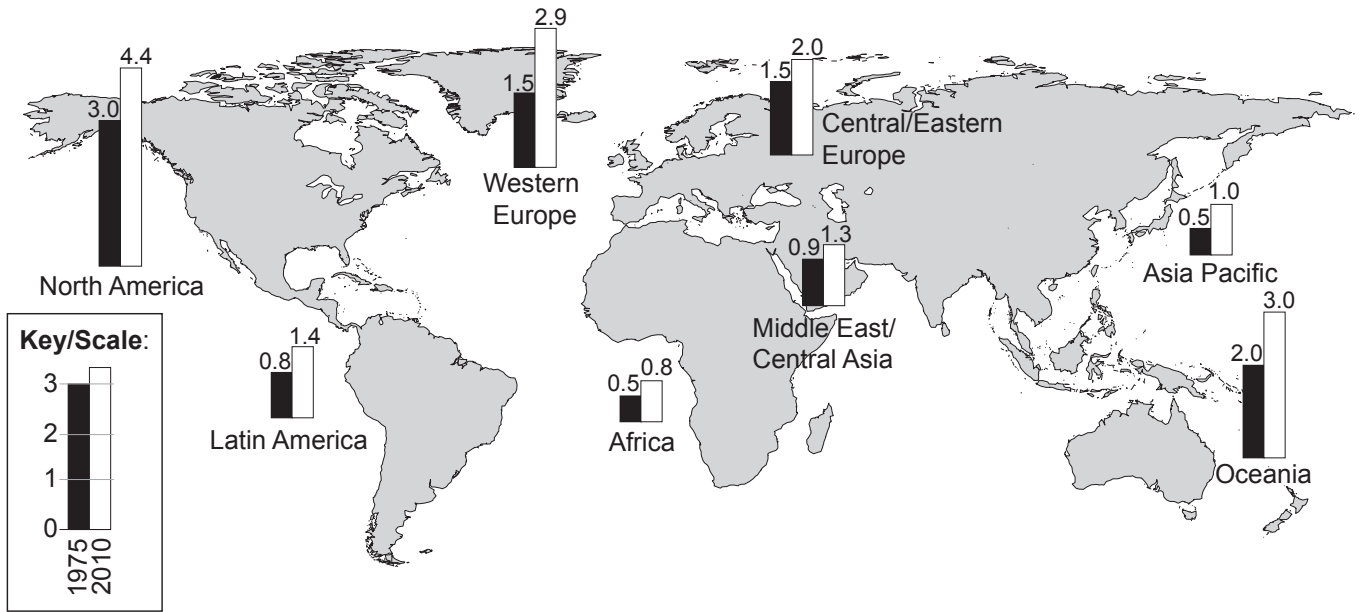 4.4
3.0
North America
2.9
1.5
Western
Europe
2.0
1.5
Central/Eastern
Europe
1.0
0.5
Asia Pacific
1.3
0.9
Middle East/
Central Asia
3.0
2.0
Oceania
1.4
0.8
Latin America
0.8
0.5
Africa
Key/Scale:
3
2
1
0
1975
2010